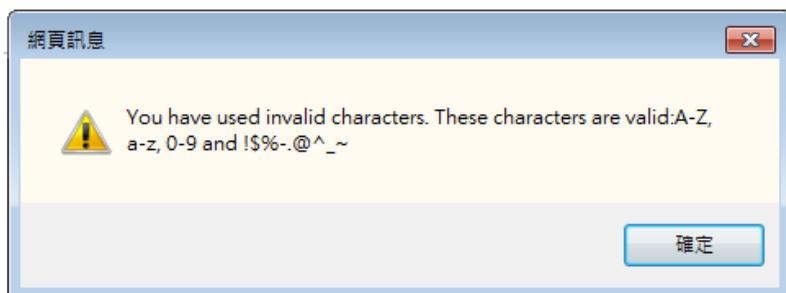 網頁訊息
You have used invalid characters. These characters are valid:A-Z,
a-z, 0-9 and !$%-.@^_~
確定